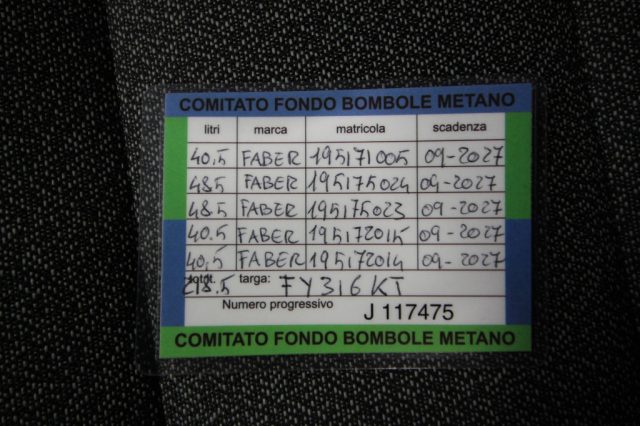 COMITATO FONDO BOMBOLE METANO
litri marca matricola scadenza
40,5 FABER 195171005 09-2027
48.5 FABER 195175024 09-2027
48.5 FABER 195175023 09-2027
40.5 FABER 195172015 09-2027
40,5 FABER 195172014 09-2027
218.5 targa: FY316KT
Numero progressivo J 117475
COMITATO FONDO BOMBOLE METANO